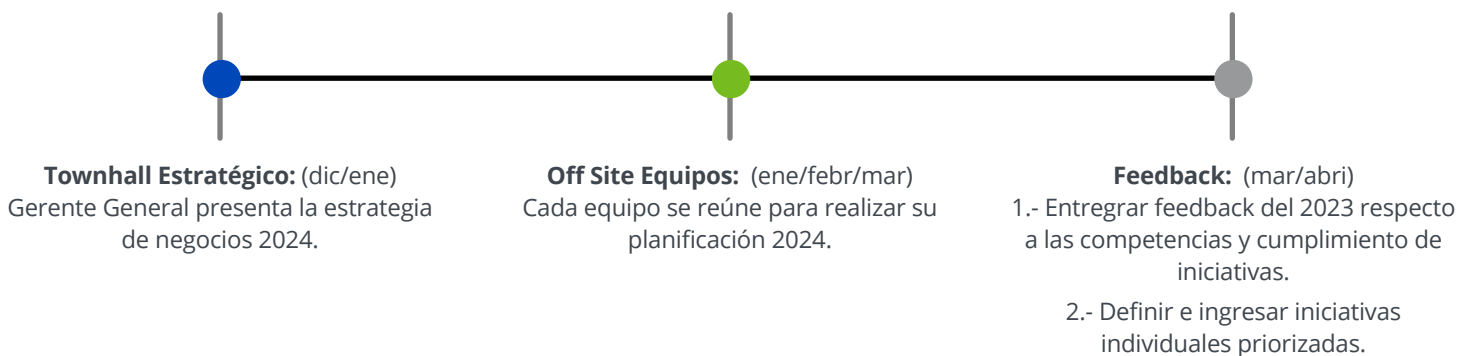 Townhall Estratégico: (dic/ene)
Gerente General presenta la estrategia
de negocios 2024.
Off Site Equipos: (ene/febr/mar)
Cada equipo se reúne para realizar su
planificación 2024.
Feedback: (mar/abri)
1.- Entregrar feedback del 2023 respecto
a las competencias y cumplimiento de
iniciativas.
2.- Definir e ingresar iniciativas
individuales priorizadas.